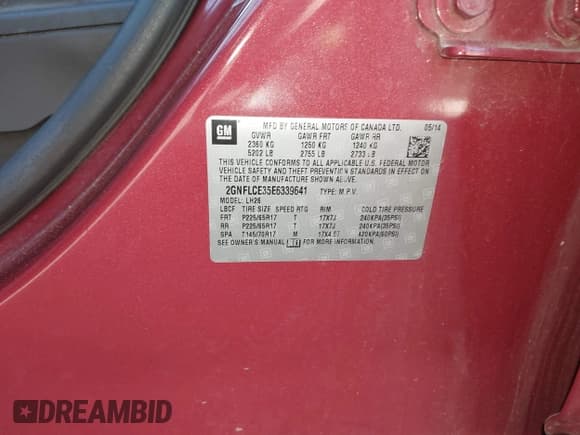 GM
MFD BY GENERAL MOTORS OF CANADA LTD. 05/14
GVWR GAWR FRT GAWR RR
2360 KG 1250 KG 1240 KG
5202 LB 2755 LB 2733 LB
THIS VEHICLE CONFORMS TO ALL APPLICABLE U.S. FEDERAL MOTOR
VEHICLE SAFETY AND THEFT PREVENTION STANDARDS IN EFFECT ON THE
DATE OF MANUFACTURE SHOWN ABOVE.
2GNFLCE35E6339641 TYPE: M.P.V.
MODEL: LH26
LBCF TIRE SIZE SPEED RTG RIM COLD TIRE PRESSURE
FRT P225/65R17 T 17X7J 240KPA(35PSI)
RR P225/65R17 T 17X7J 240KPA(35PSI)
SPA T145/70R17 M 17X4.5T 420KPA(60PSI)
SEE OWNER'S MANUAL FOR MORE INFORMATION.
DREAMBID